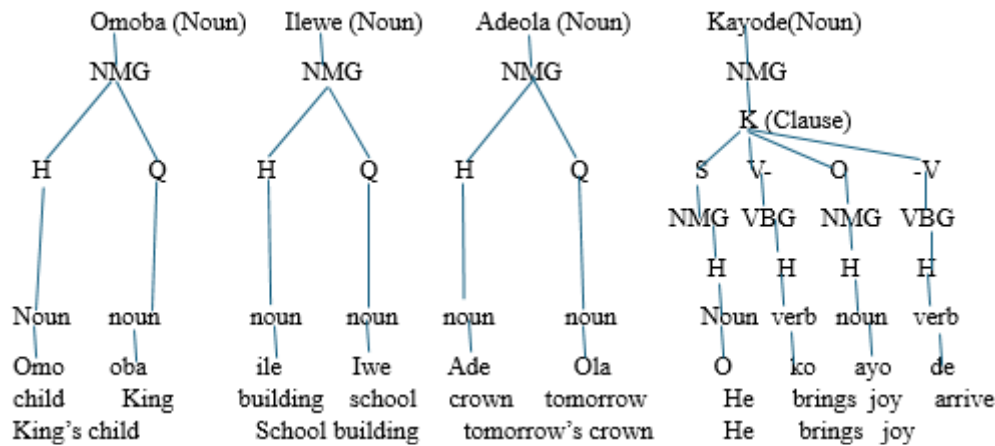 Omoba (Noun) Ilewe (Noun) Adeola (Noun) Kayode(Noun)
NMG NMG NMG NMG
K (Clause)
H Q H Q H Q S V- O -V
NMG VBG NMG VBG
H H H H
Noun noun noun noun noun noun Noun verb noun verb
Omo oba ile Iwe Ade Ola O ko ayo de
child King building school crown tomorrow He brings joy arrive
King's child School building tomorrow's crown He brings joy